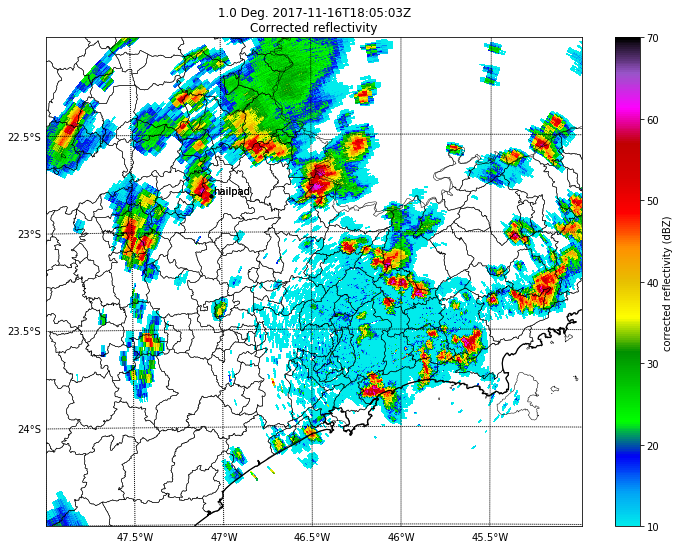 1.0 Deg. 2017-11-16T18:05:03Z
Corrected reflectivity
22.5°S
23°S
23.5°S
24°S
47.5°W
47°W
46.5°W
46°W
45.5°W
hailpad
70
60
50
40
30
20
10
corrected reflectivity (dBZ)